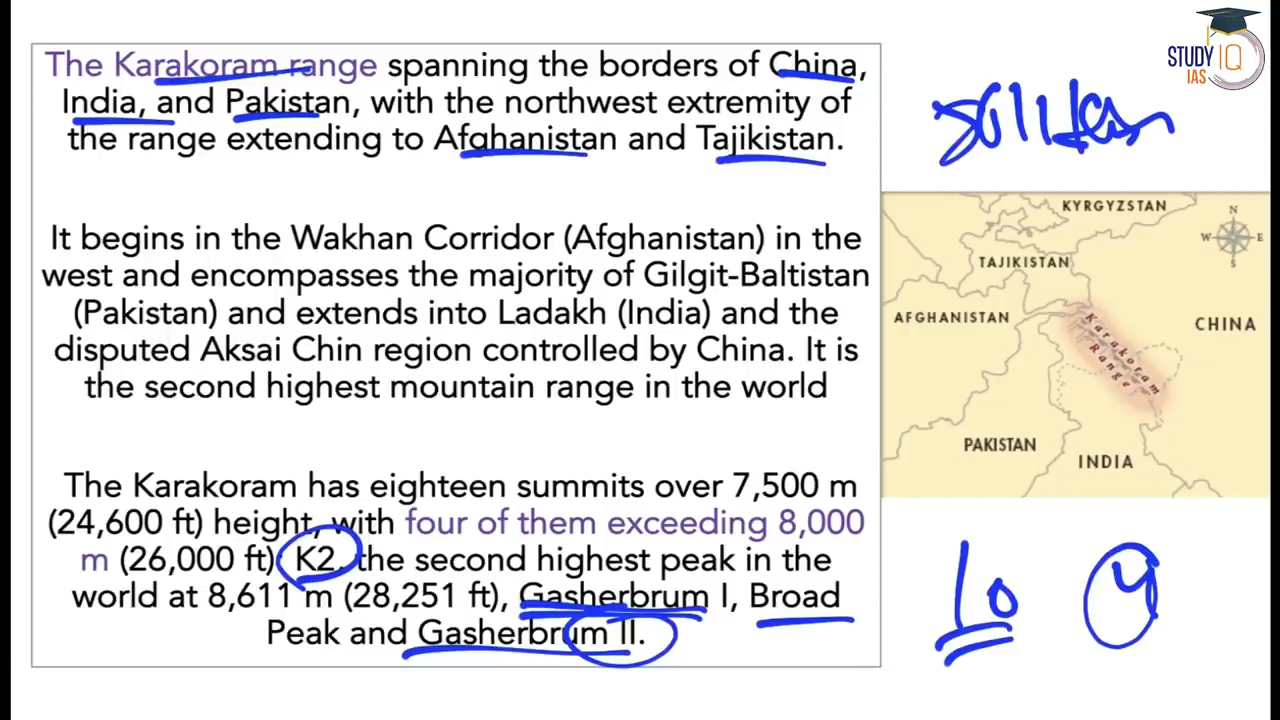 The Karakoram range spanning the borders of China,
India, and Pakistan, with the northwest extremity of
the range extending to Afghanistan and Tajikistan.
It begins in the Wakhan Corridor (Afghanistan) in the
west and encompasses the majority of Gilgit-Baltistan
(Pakistan) and extends into Ladakh (India) and the
disputed Aksai Chin region controlled by China. It is
the second highest mountain range in the world
The Karakoram has eighteen summits over 7,500 m
(24,600 ft) height, with four of them exceeding 8,000
m (26,000 ft) K2, the second highest peak in the
world at 8,611 m (28,251 ft), Gasherbrum I, Broad
Peak and Gasherbrum II.
STUDY IQ
IAS
KYRGYZSTAN
N
W E
S
TAJIKISTAN
AFGHANISTAN
CHINA
Karakoram
Range
PAKISTAN
INDIA
10 4